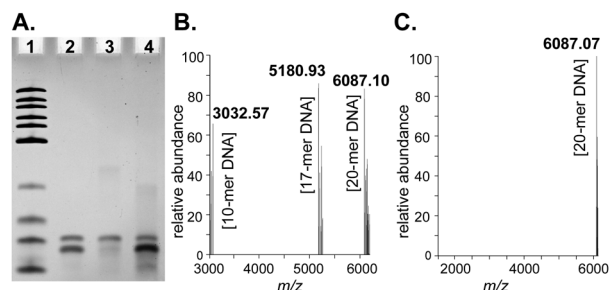 A.
1 2 3 4
B.
relative abundance
100
80
60
40
20
0
3032.57
[10-mer DNA]
5180.93
[17-mer DNA]
6087.10
[20-mer DNA]
3000 4000 5000 6000
m/z
C.
relative abundance
100
80
60
40
20
0
6087.07
[20-mer DNA]
2000 3000 4000 5000 6000
m/z